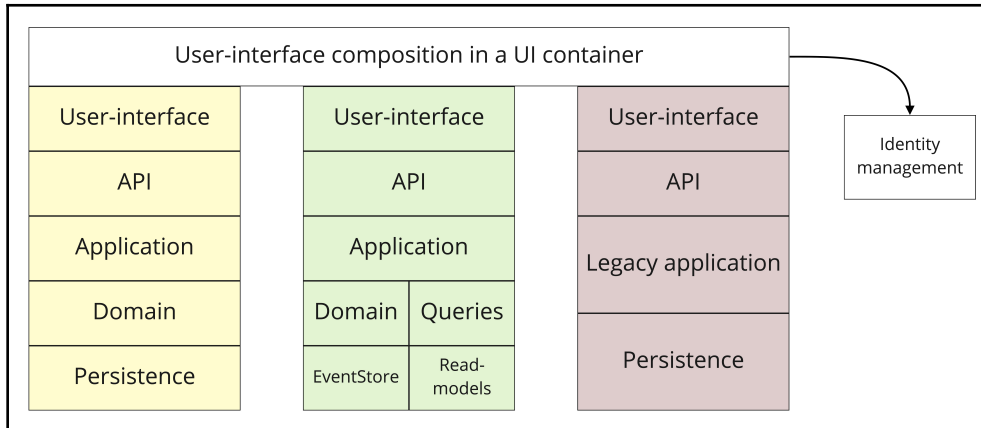 User-interface composition in a UI container
User-interface
API
Application
Domain
Persistence
User-interface
API
Application
Domain
Queries
EventStore
Read-
models
User-interface
API
Legacy application
Persistence
Identity
management